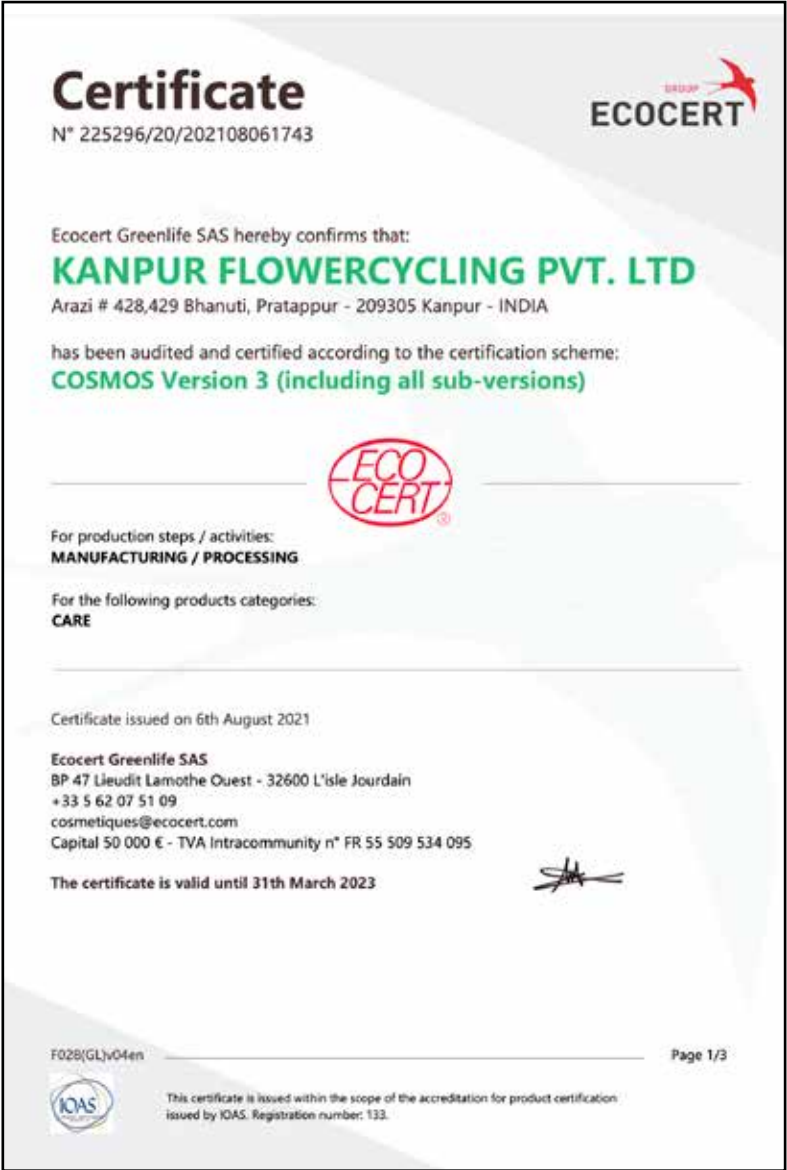 Certificate
N° 225296/20/202108061743
GROUP
ECOCERT
Ecocert Greenlife SAS hereby confirms that:
KANPUR FLOWERCYCLING PVT. LTD
Arazi # 428,429 Bhanuti, Pratappur - 209305 Kanpur - INDIA
has been audited and certified according to the certification scheme:
COSMOS Version 3 (including all sub-versions)
ECO
CERT
®
For production steps / activities:
MANUFACTURING / PROCESSING
For the following products categories:
CARE
Certificate issued on 6th August 2021
Ecocert Greenlife SAS
BP 47 Lieudit Lamothe Ouest - 32600 L'isle Jourdain
+33 5 62 07 51 09
cosmetiques@ecocert.com
Capital 50 000 € - TVA Intracommunity n° FR 55 509 534 095
The certificate is valid until 31th March 2023
F028(GL)v04en
Page 1/3
IOAS
This certificate is issued within the scope of the accreditation for product certification
issued by IOAS. Registration number: 133.